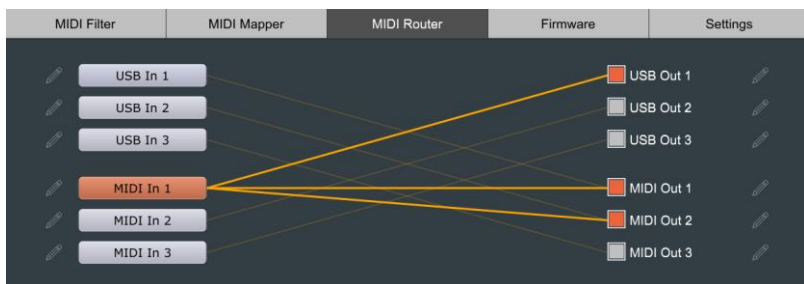 MIDI Filter MIDI Mapper MIDI Router Firmware Settings
USB In 1 USB Out 1
USB In 2 USB Out 2
USB In 3 USB Out 3
MIDI In 1 MIDI Out 1
MIDI In 2 MIDI Out 2
MIDI In 3 MIDI Out 3